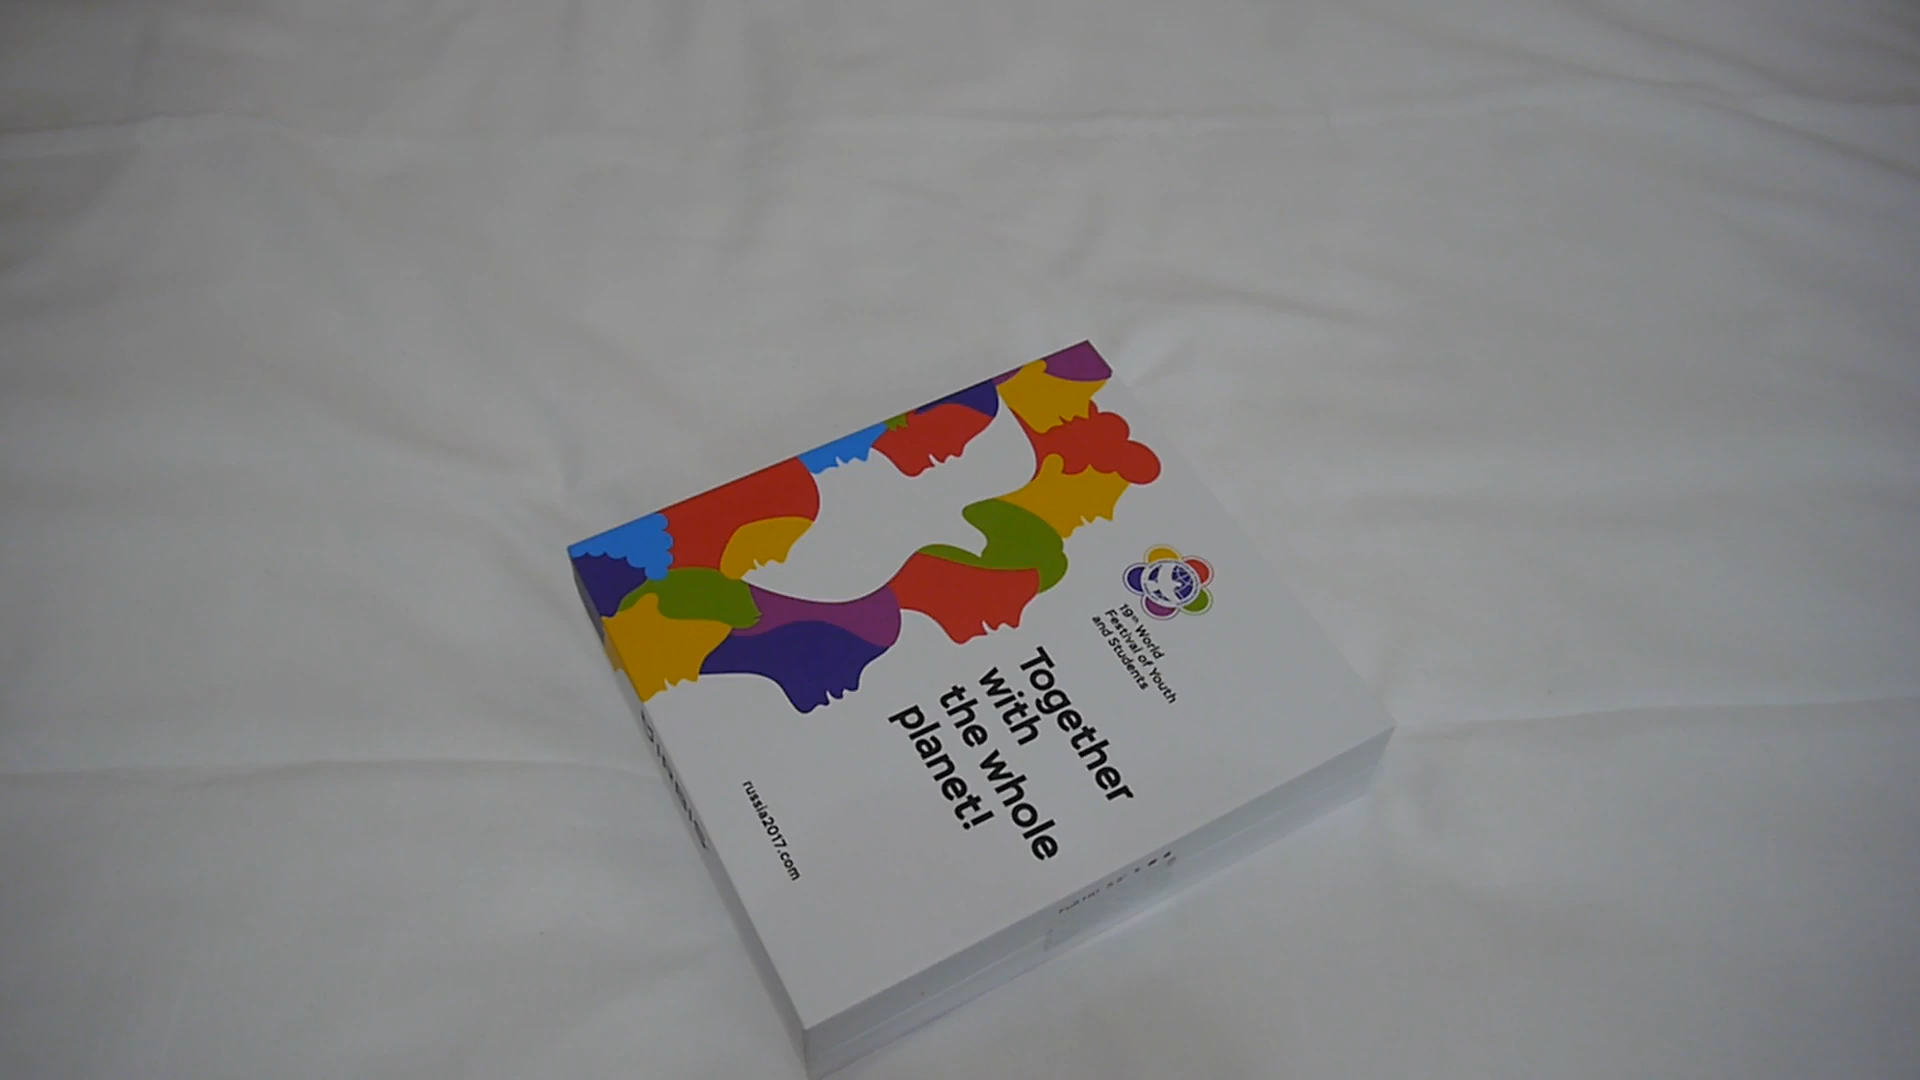 19th World
Festival of Youth
and Students
Together
with
the whole
planet!
russia2017.com